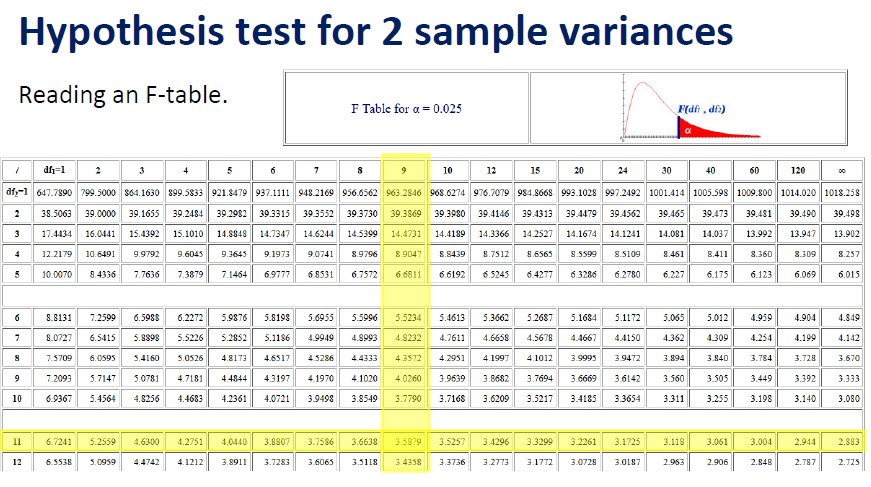 Hypothesis test for 2 sample variances
Reading an F-table.
F Table for α = 0.025
F(df₁ , df₂)
α
/ df₁=1 2 3 4 5 6 7 8 9 10 12 15 20 24 30 40 60 120 ∞
df₂=1 647.7890 799.5000 864.1630 899.5833 921.8479 937.1111 948.2169 956.6562 963.2846 968.6274 976.7079 984.8668 993.1028 997.2492 1001.414 1005.598 1009.800 1014.020 1018.258
2 38.5063 39.0000 39.1655 39.2484 39.2982 39.3315 39.3552 39.3730 39.3869 39.3980 39.4146 39.4313 39.4479 39.4562 39.465 39.473 39.481 39.490 39.498
3 17.4434 16.0441 15.4392 15.1010 14.8848 14.7347 14.6244 14.5399 14.4731 14.4189 14.3366 14.2527 14.1674 14.1241 14.081 14.037 13.992 13.947 13.902
4 12.2179 10.6491 9.9792 9.6045 9.3645 9.1973 9.0741 8.9796 8.9047 8.8439 8.7512 8.6565 8.5599 8.5109 8.461 8.411 8.360 8.309 8.257
5 10.0070 8.4336 7.7636 7.3879 7.1464 6.9777 6.8531 6.7572 6.6811 6.6192 6.5245 6.4277 6.3286 6.2780 6.227 6.175 6.123 6.069 6.015
6 8.8131 7.2599 6.5988 6.2272 5.9876 5.8198 5.6955 5.5996 5.5234 5.4613 5.3662 5.2687 5.1684 5.1172 5.065 5.012 4.959 4.904 4.849
7 8.0727 6.5415 5.8898 5.5226 5.2852 5.1186 4.9949 4.8993 4.8232 4.7611 4.6658 4.5678 4.4667 4.4150 4.362 4.309 4.254 4.199 4.142
8 7.5709 6.0595 5.4160 5.0526 4.8173 4.6517 4.5286 4.4333 4.3572 4.2951 4.1997 4.1012 3.9995 3.9472 3.894 3.840 3.784 3.728 3.670
9 7.2093 5.7147 5.0781 4.7181 4.4844 4.3197 4.1970 4.1020 4.0260 3.9639 3.8682 3.7694 3.6669 3.6142 3.560 3.505 3.449 3.392 3.333
10 6.9367 5.4564 4.8256 4.4683 4.2361 4.0721 3.9498 3.8549 3.7790 3.7168 3.6209 3.5217 3.4185 3.3654 3.311 3.255 3.198 3.140 3.080
11 6.7241 5.2559 4.6300 4.2751 4.0440 3.8807 3.7586 3.6638 3.5879 3.5257 3.4296 3.3299 3.2261 3.1725 3.118 3.061 3.004 2.944 2.883
12 6.5538 5.0959 4.4742 4.1212 3.8911 3.7283 3.6065 3.5118 3.4358 3.3736 3.2773 3.1772 3.0728 3.0187 2.963 2.906 2.848 2.787 2.725